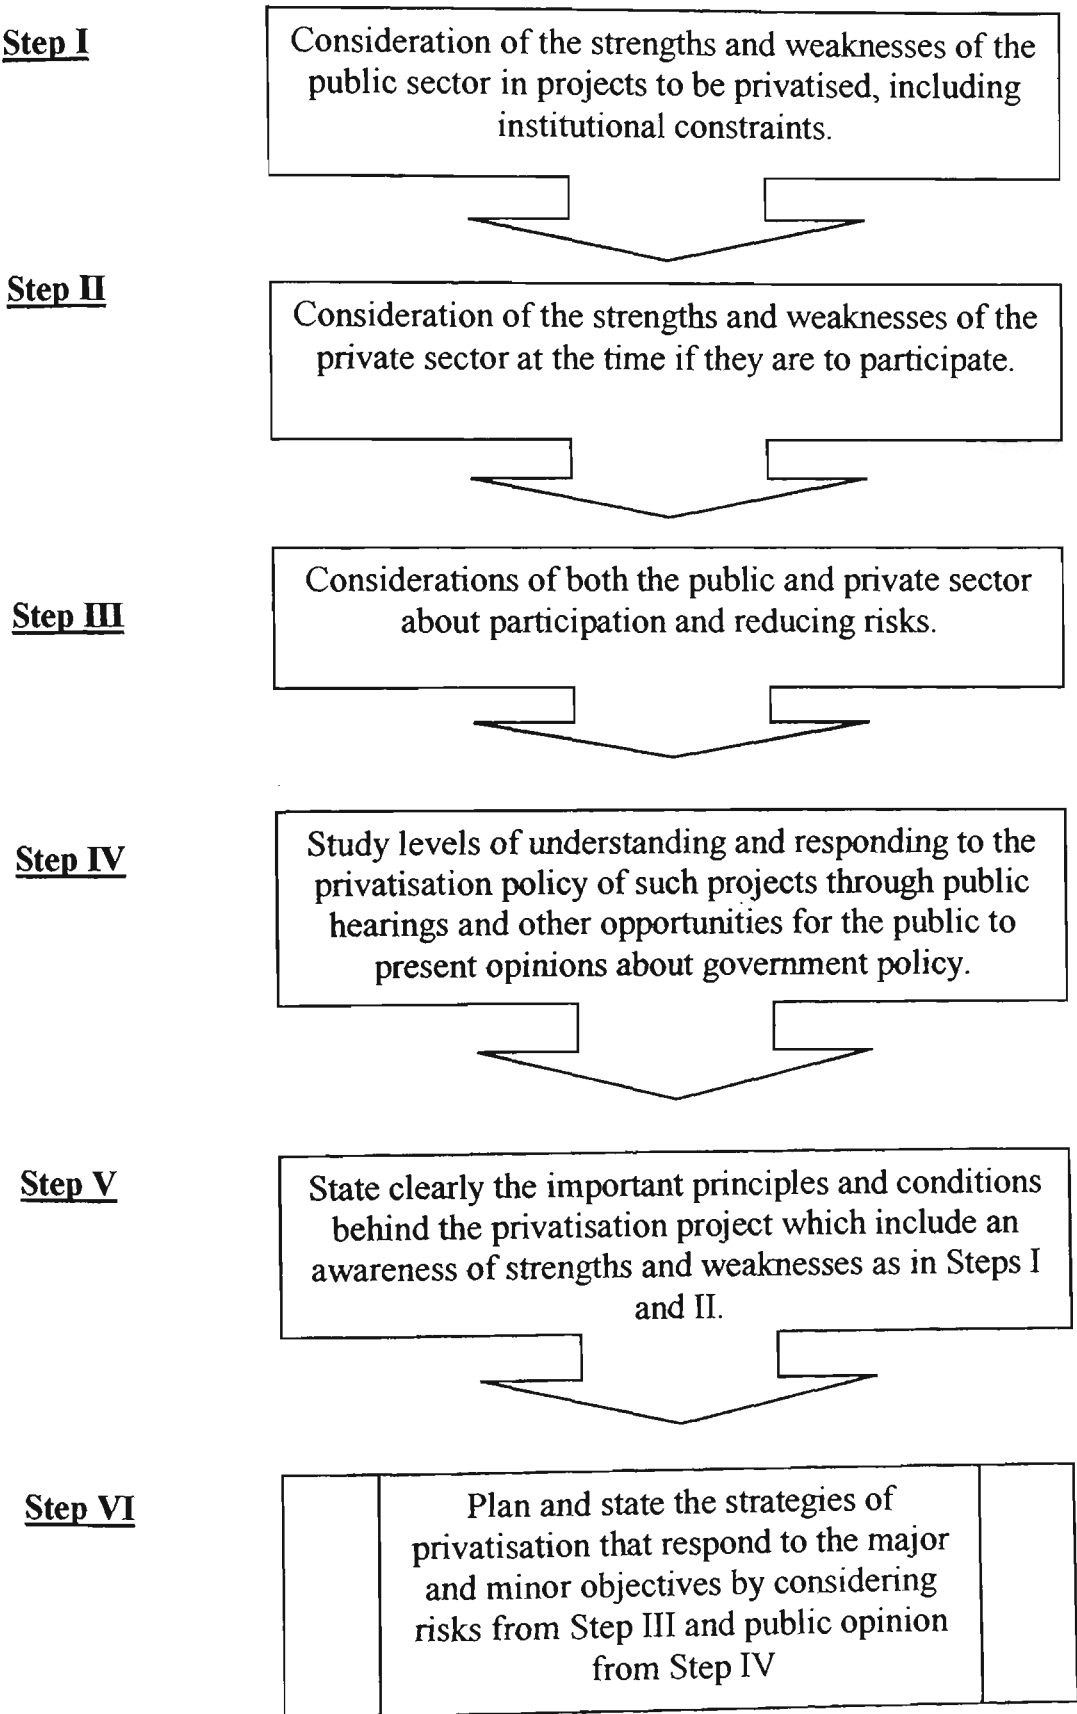 Step I
Consideration of the strengths and weaknesses of the
public sector in projects to be privatised, including
institutional constraints.
Step II
Consideration of the strengths and weaknesses of the
private sector at the time if they are to participate.
Step III
Considerations of both the public and private sector
about participation and reducing risks.
Step IV
Study levels of understanding and responding to the
privatisation policy of such projects through public
hearings and other opportunities for the public to
present opinions about government policy.
Step V
State clearly the important principles and conditions
behind the privatisation project which include an
awareness of strengths and weaknesses as in Steps I
and II.
Step VI
Plan and state the strategies of
privatisation that respond to the major
and minor objectives by considering
risks from Step III and public opinion
from Step IV